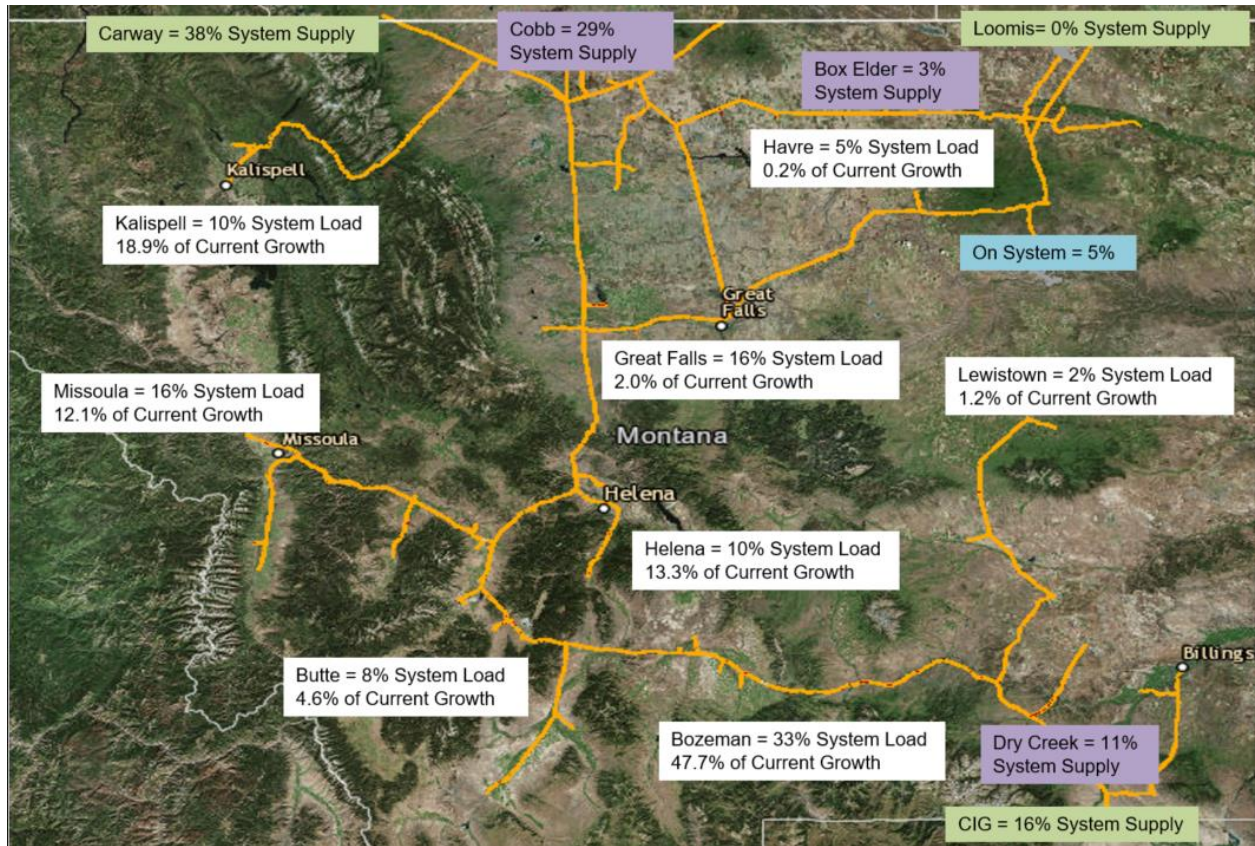 Carway = 38% System Supply
Cobb = 29%
System Supply
Loomis= 0% System Supply
Box Elder = 3%
System Supply
Havre = 5% System Load
0.2% of Current Growth
Kalispell
Kalispell = 10% System Load
18.9% of Current Growth
On System = 5%
Great
Falls
Great Falls = 16% System Load
2.0% of Current Growth
Lewistown = 2% System Load
1.2% of Current Growth
Missoula = 16% System Load
12.1% of Current Growth
Missoula
Montana
Helena
Helena = 10% System Load
13.3% of Current Growth
Billings
Butte = 8% System Load
4.6% of Current Growth
Bozeman = 33% System Load
47.7% of Current Growth
Dry Creek = 11%
System Supply
CIG = 16% System Supply